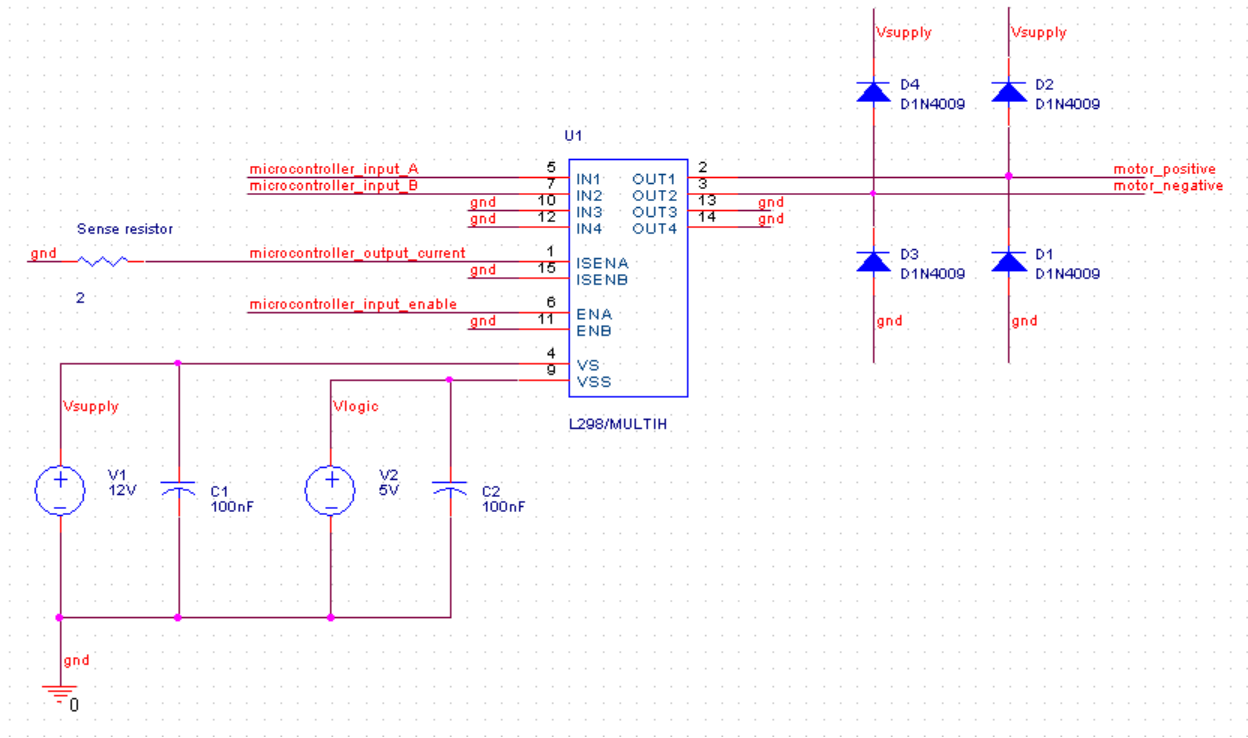 Vsupply
Vsupply
D4
D1N4009
D2
D1N4009
U1
microcontroller_input_A
5
IN1
OUT1
2
motor_positive
microcontroller_input_B
7
IN2
OUT2
3
motor_negative
gnd
10
IN3
OUT3
13
gnd
gnd
12
IN4
OUT4
14
gnd
Sense resistor
gnd
2
microcontroller_output_current
1
ISENA
gnd
15
ISENB
microcontroller_input_enable
6
ENA
gnd
11
ENB
4
VS
9
VSS
L298/MULTIH
D3
D1N4009
D1
D1N4009
gnd
gnd
Vsupply
Vlogic
V1
12V
C1
100nF
V2
5V
C2
100nF
gnd
0